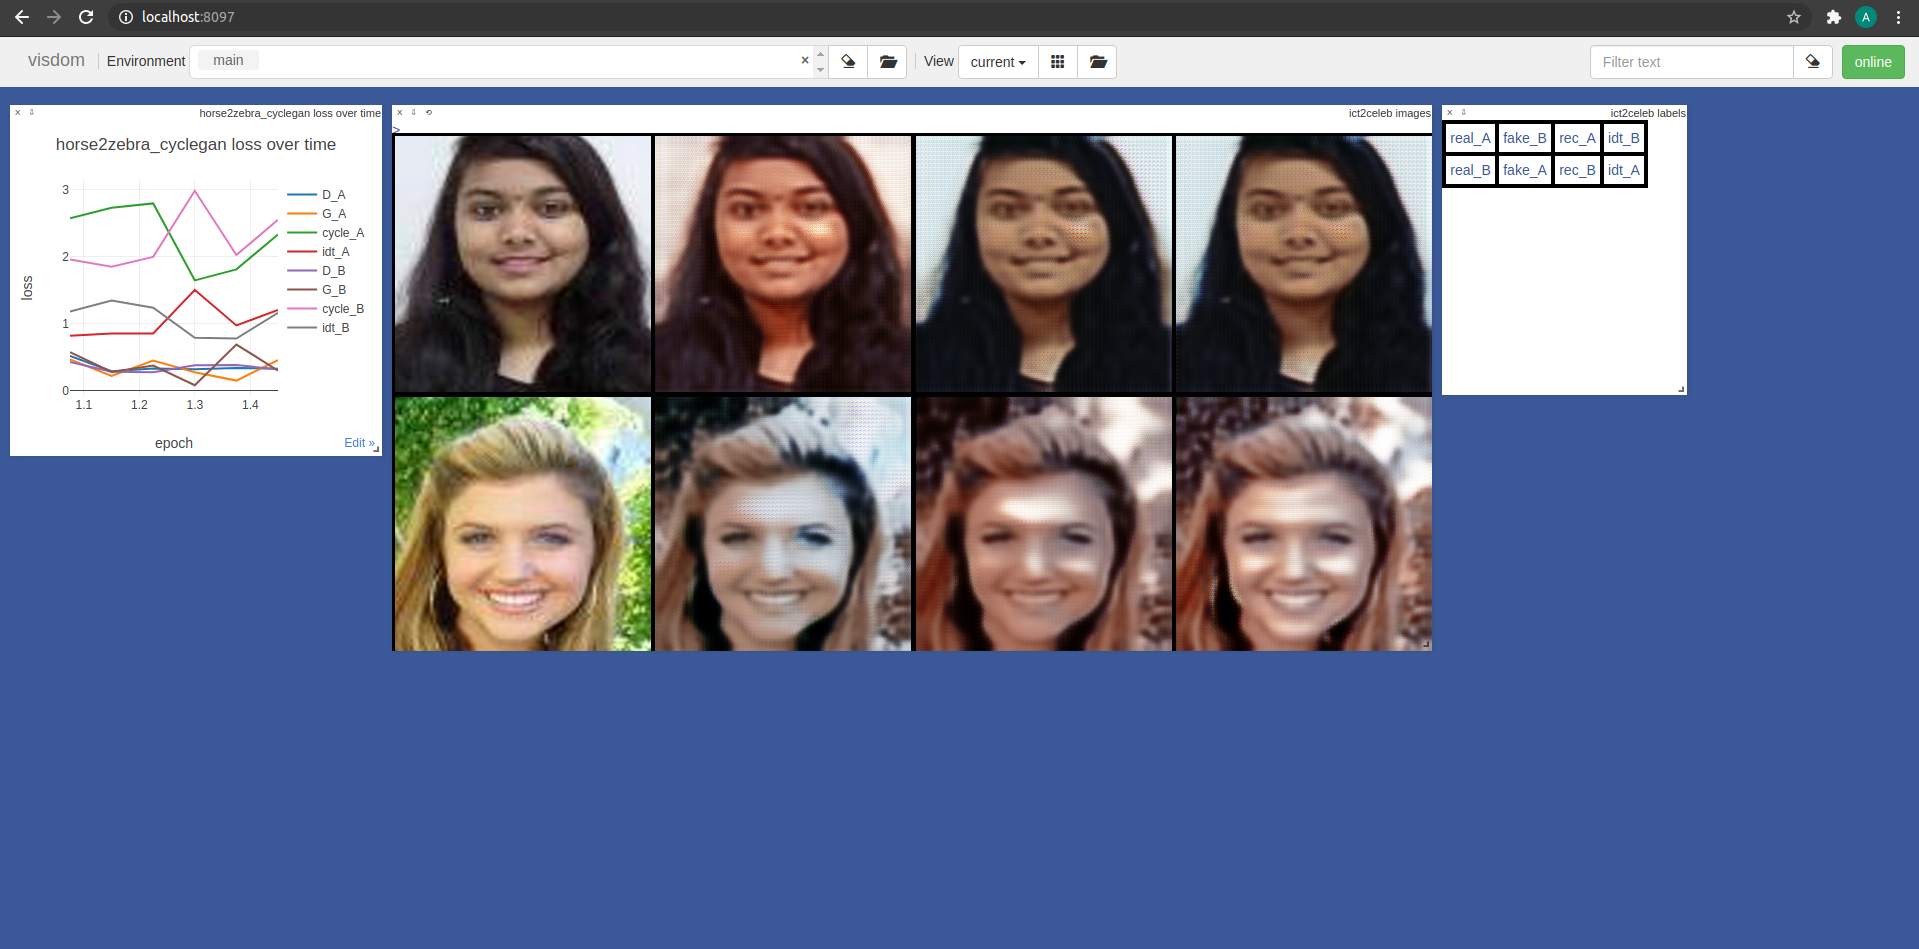 localhost:8097
A
visdom Environment main × View current Filter text online
X horse2zebra_cyclegan loss over time
horse2zebra_cyclegan loss over time
3
2
1
0
loss
1.1 1.2 1.3 1.4
epoch
D_A
G_A
cycle_A
idt_A
D_B
G_B
cycle_B
idt_B
Edit »
X ict2celeb images
>
X ict2celeb labels
real_A fake_B rec_A idt_B
real_B fake_A rec_B idt_A